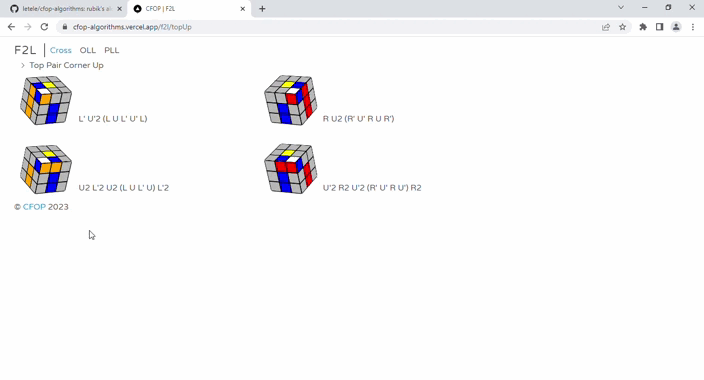 letele/cfop-algorithms: rubik's al
CFOP | F2L
cfop-algorithms.vercel.app/f2l/topUp
F2L Cross OLL PLL
> Top Pair Corner Up
L' U'2 (L U L' U' L)
R U2 (R' U' R U R')
U2 L'2 U2 (L U L' U) L'2
U'2 R2 U'2 (R' U' R U') R2
© CFOP 2023